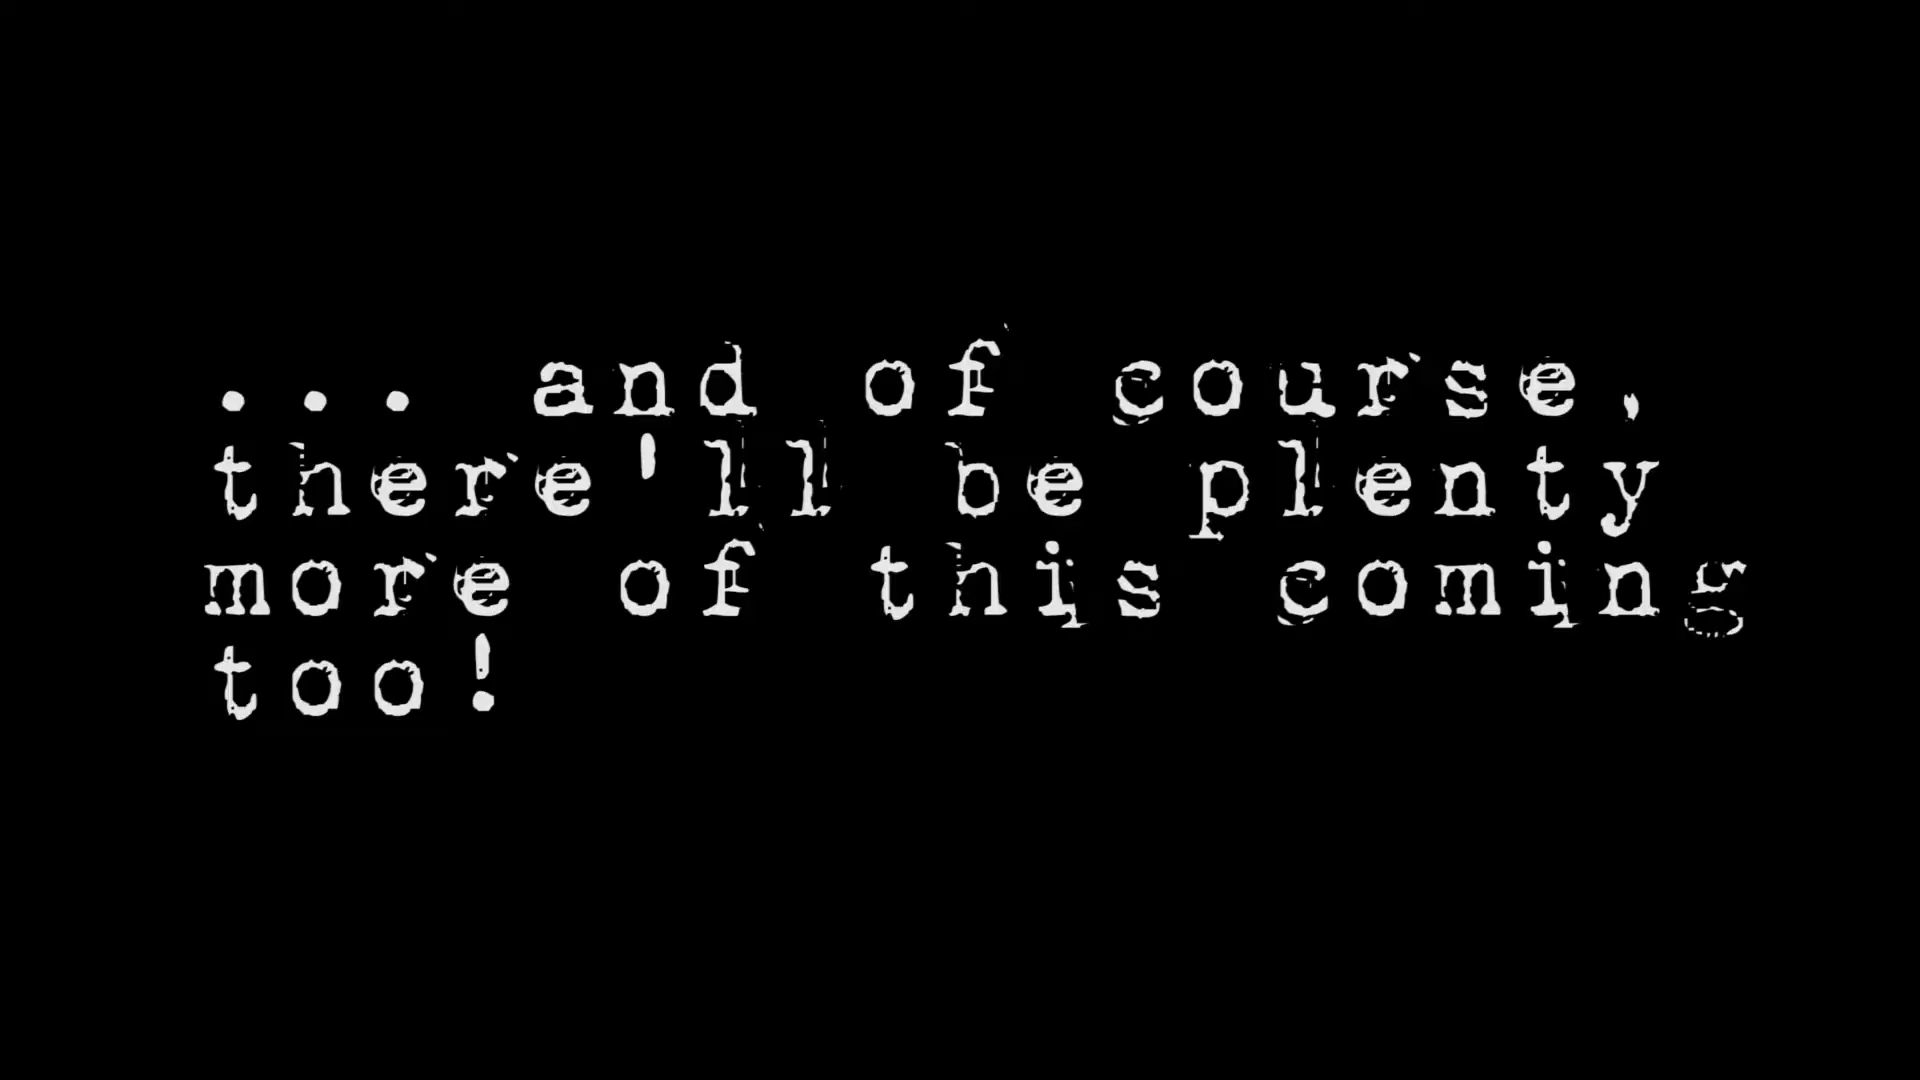 ... and of course,
there'll be plenty
more of this coming
too!